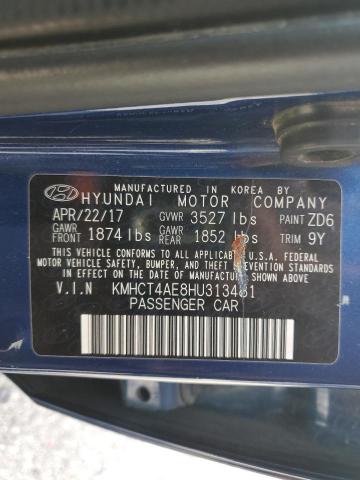 MANUFACTURED IN KOREA BY
HYUNDAI MOTOR COMPANY
APR/22/17 GVWR 3527 lbs PAINT ZD6
GAWR FRONT 1874 lbs GAWR REAR 1852 lbs TRIM 9Y
THIS VEHICLE CONFORMS TO ALL APPLICABLE U.S.A. FEDERAL
MOTOR VEHICLE SAFETY, BUMPER, AND THEFT PREVENTION
STANDARDS IN EFFECT ON THE DATE OF MANUFACTURE SHOWN ABOVE.
V.I.N
PASSENGER CAR